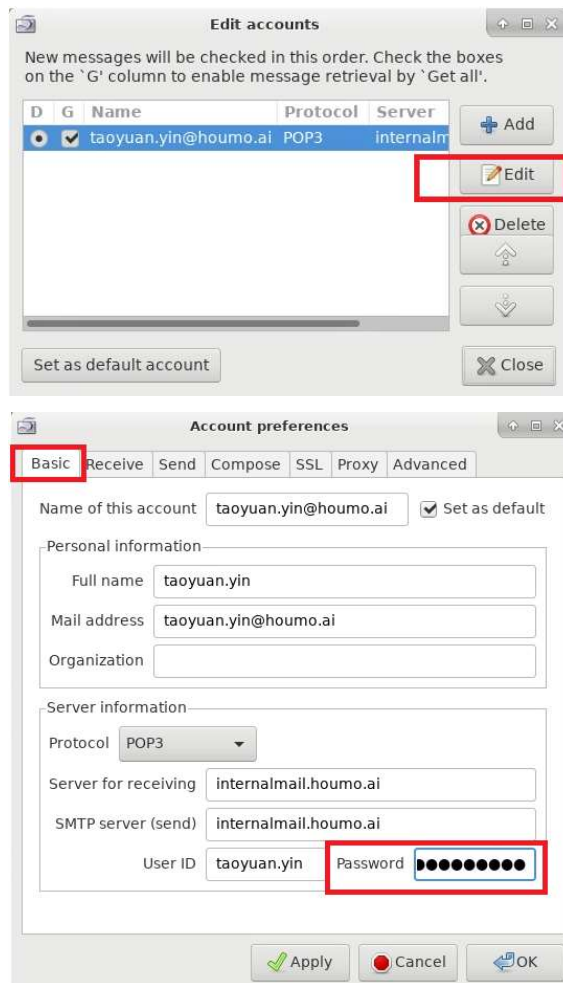 Edit accounts
New messages will be checked in this order. Check the boxes
on the `G' column to enable message retrieval by `Get all'.
D G Name Protocol Server
taoyuan.yin@houmo.ai POP3 internalm
Add
Edit
Delete
Set as default account
Close
Account preferences
Basic Receive Send Compose SSL Proxy Advanced
Name of this account taoyuan.yin@houmo.ai Set as default
Personal information
Full name taoyuan.yin
Mail address taoyuan.yin@houmo.ai
Organization
Server information
Protocol POP3
Server for receiving internalmail.houmo.ai
SMTP server (send) internalmail.houmo.ai
User ID taoyuan.yin Password
Apply Cancel OK